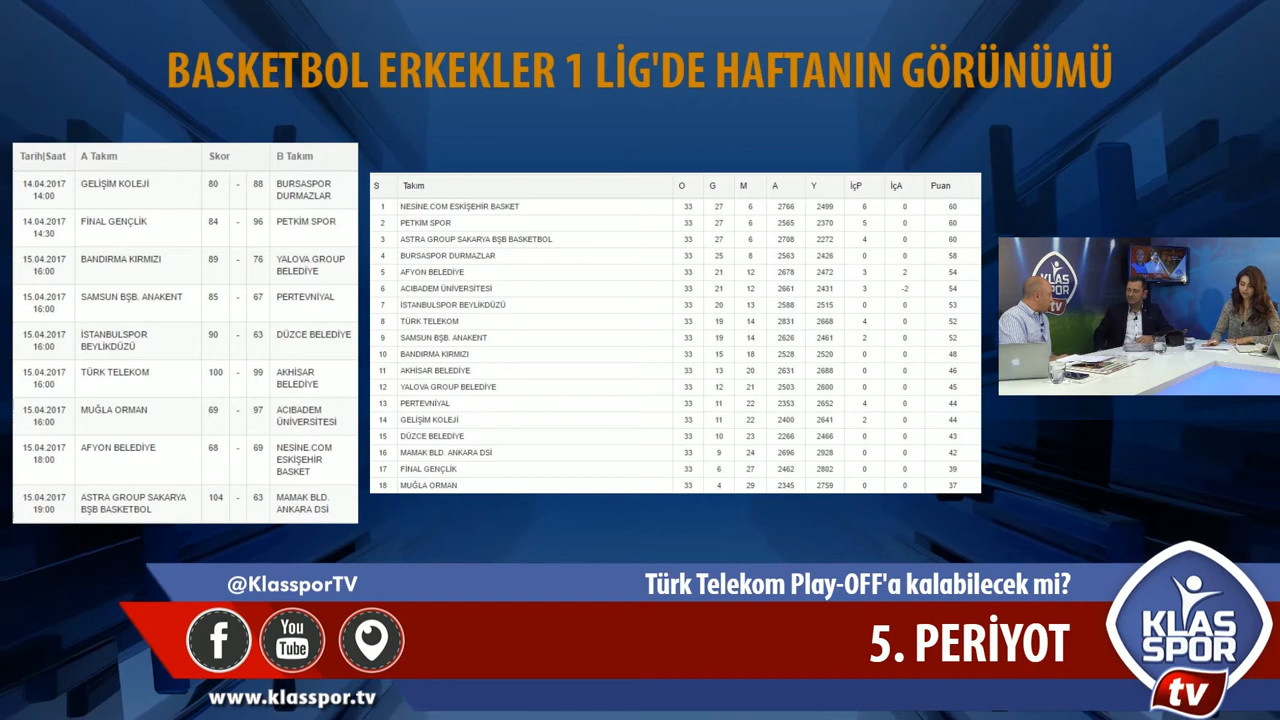 BASKETBOL ERKEKLER 1 LİG'DE HAFTANIN GÖRÜNÜMÜ
Tarih|Saat A Takım Skor B Takım
14.04.2017 14:00 GELİŞİM KOLEJİ 80 - 88 BURSASPOR DURMAZLAR
14.04.2017 14:30 FİNAL GENÇLİK 84 - 96 PETKİM SPOR
15.04.2017 16:00 BANDIRMA KIRMIZI 89 - 76 YALOVA GROUP BELEDİYE
15.04.2017 16:00 SAMSUN BŞB. ANAKENT 85 - 67 PERTEVNİYAL
15.04.2017 16:00 İSTANBULSPOR BEYLİKDÜZÜ 90 - 63 DÜZCE BELEDİYE
15.04.2017 16:00 TÜRK TELEKOM 100 - 99 AKHİSAR BELEDİYE
15.04.2017 16:00 MUĞLA ORMAN 69 - 97 ACIBADEM ÜNİVERSİTESİ
15.04.2017 18:00 AFYON BELEDİYE 68 - 69 NESİNE.COM ESKİŞEHİR BASKET
15.04.2017 19:00 ASTRA GROUP SAKARYA BŞB BASKETBOL 104 - 63 MAMAK BLD. ANKARA DSİ
S Takım O G M A Y İçP İçA Puan
1 NESİNE.COM ESKİŞEHİR BASKET 33 27 6 2766 2499 6 0 60
2 PETKİM SPOR 33 27 6 2565 2370 5 0 60
3 ASTRA GROUP SAKARYA BŞB BASKETBOL 33 27 6 2708 2272 4 0 60
4 BURSASPOR DURMAZLAR 33 25 8 2563 2426 0 0 58
5 AFYON BELEDİYE 33 21 12 2678 2472 3 2 54
6 ACIBADEM ÜNİVERSİTESİ 33 21 12 2661 2431 3 -2 54
7 İSTANBULSPOR BEYLİKDÜZÜ 33 20 13 2588 2515 0 0 53
8 TÜRK TELEKOM 33 19 14 2831 2668 4 0 52
9 SAMSUN BŞB. ANAKENT 33 19 14 2626 2461 2 0 52
10 BANDIRMA KIRMIZI 33 15 18 2528 2520 0 0 48
11 AKHİSAR BELEDİYE 33 13 20 2631 2688 0 0 46
12 YALOVA GROUP BELEDİYE 33 12 21 2503 2600 0 0 45
13 PERTEVNİYAL 33 11 22 2353 2652 4 0 44
14 GELİŞİM KOLEJİ 33 11 22 2400 2641 2 0 44
15 DÜZCE BELEDİYE 33 10 23 2266 2466 0 0 43
16 MAMAK BLD. ANKARA DSİ 33 9 24 2696 2928 0 0 42
17 FİNAL GENÇLİK 33 6 27 2462 2802 0 0 39
18 MUĞLA ORMAN 33 4 29 2345 2759 0 0 37
KLAS
SPOR
tv
@KlassporTV
Türk Telekom Play-OFF'a kalabilecek mi?
You
Tube
5. PERİYOT
www.klasspor.tv
KLAS
SPOR
tv